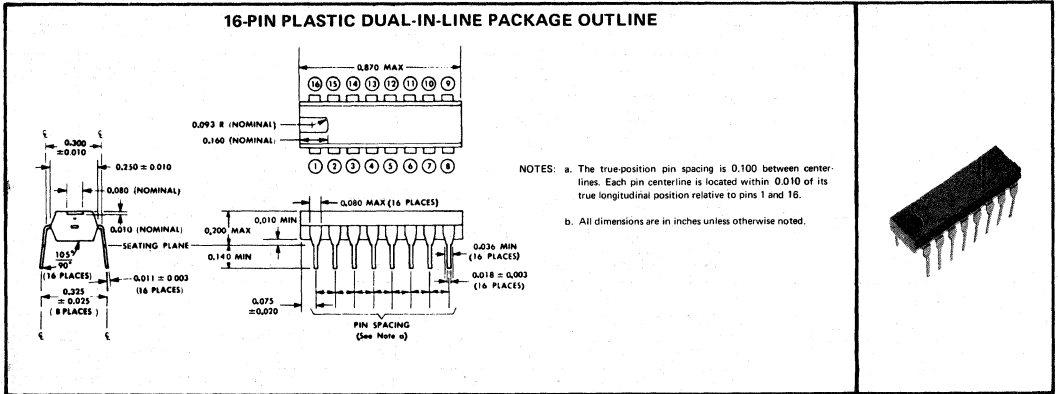 16-PIN PLASTIC DUAL-IN-LINE PACKAGE OUTLINE
0.870 MAX
16 15 14 13 12 11 10 9
0.093 R (NOMINAL)
0.160 (NOMINAL)
1 2 3 4 5 6 7 8
0.300
±0.010
0.250 ± 0.010
0.080 (NOMINAL)
0.010 (NOMINAL)
SEATING PLANE
105°
90°
(16 PLACES)
0.011 ± 0 003
(16 PLACES)
0.325
± 0.025
( 8 PLACES )
0.080 MAX (16 PLACES)
0,010 MIN
0,200 MAX
0.140 MIN
0.036 MIN
(16 PLACES)
0.018 ± 0,003
(16 PLACES)
0.075
±0,020
PIN SPACING
(See Note a)
NOTES: a. The true-position pin spacing is 0.100 between center-
lines. Each pin centerline is located within 0.010 of its
true longitudinal position relative to pins 1 and 16.
b. All dimensions are in inches unless otherwise noted.